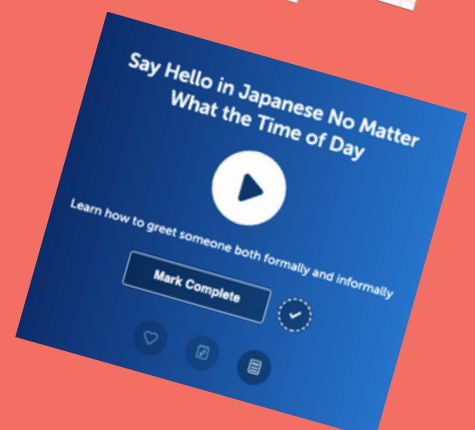 Say Hello in Japanese No Matter
What the Time of Day
Learn how to greet someone both formally and informally
Mark Complete